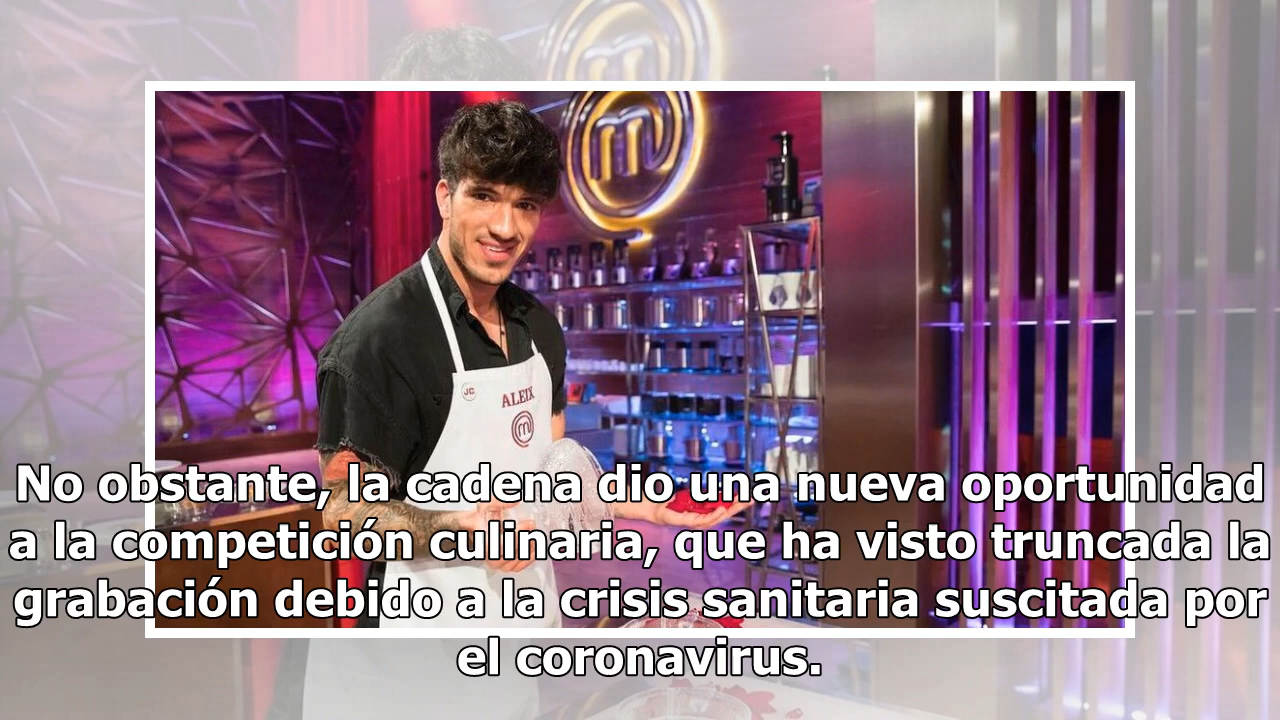 JC
ALEIX
No obstante, la cadena dio una nueva oportunidad
a la competición culinaria, que ha visto truncada la
grabación debido a la crisis sanitaria suscitada por
el coronavirus.